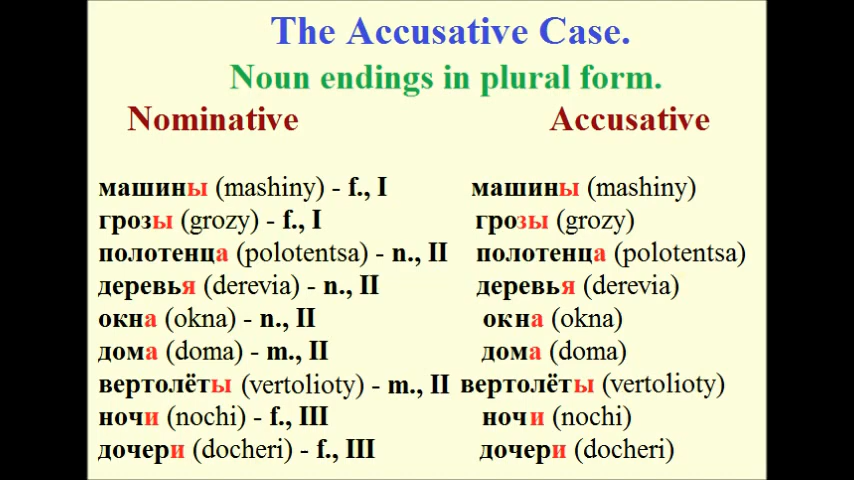 The Accusative Case.
Noun endings in plural form.
Nominative Accusative
машины (mashiny) - f., I машины (mashiny)
грозы (grozy) - f., I грозы (grozy)
полотенца (polotentsa) - n., II полотенца (polotentsa)
деревья (derevia) - n., II деревья (derevia)
окна (okna) - n., II окна (okna)
дома (doma) - m., II дома (doma)
вертолёты (vertolioty) - m., II вертолёты (vertolioty)
ночи (nochi) - f., III ночи (nochi)
дочери (docheri) - f., III дочери (docheri)